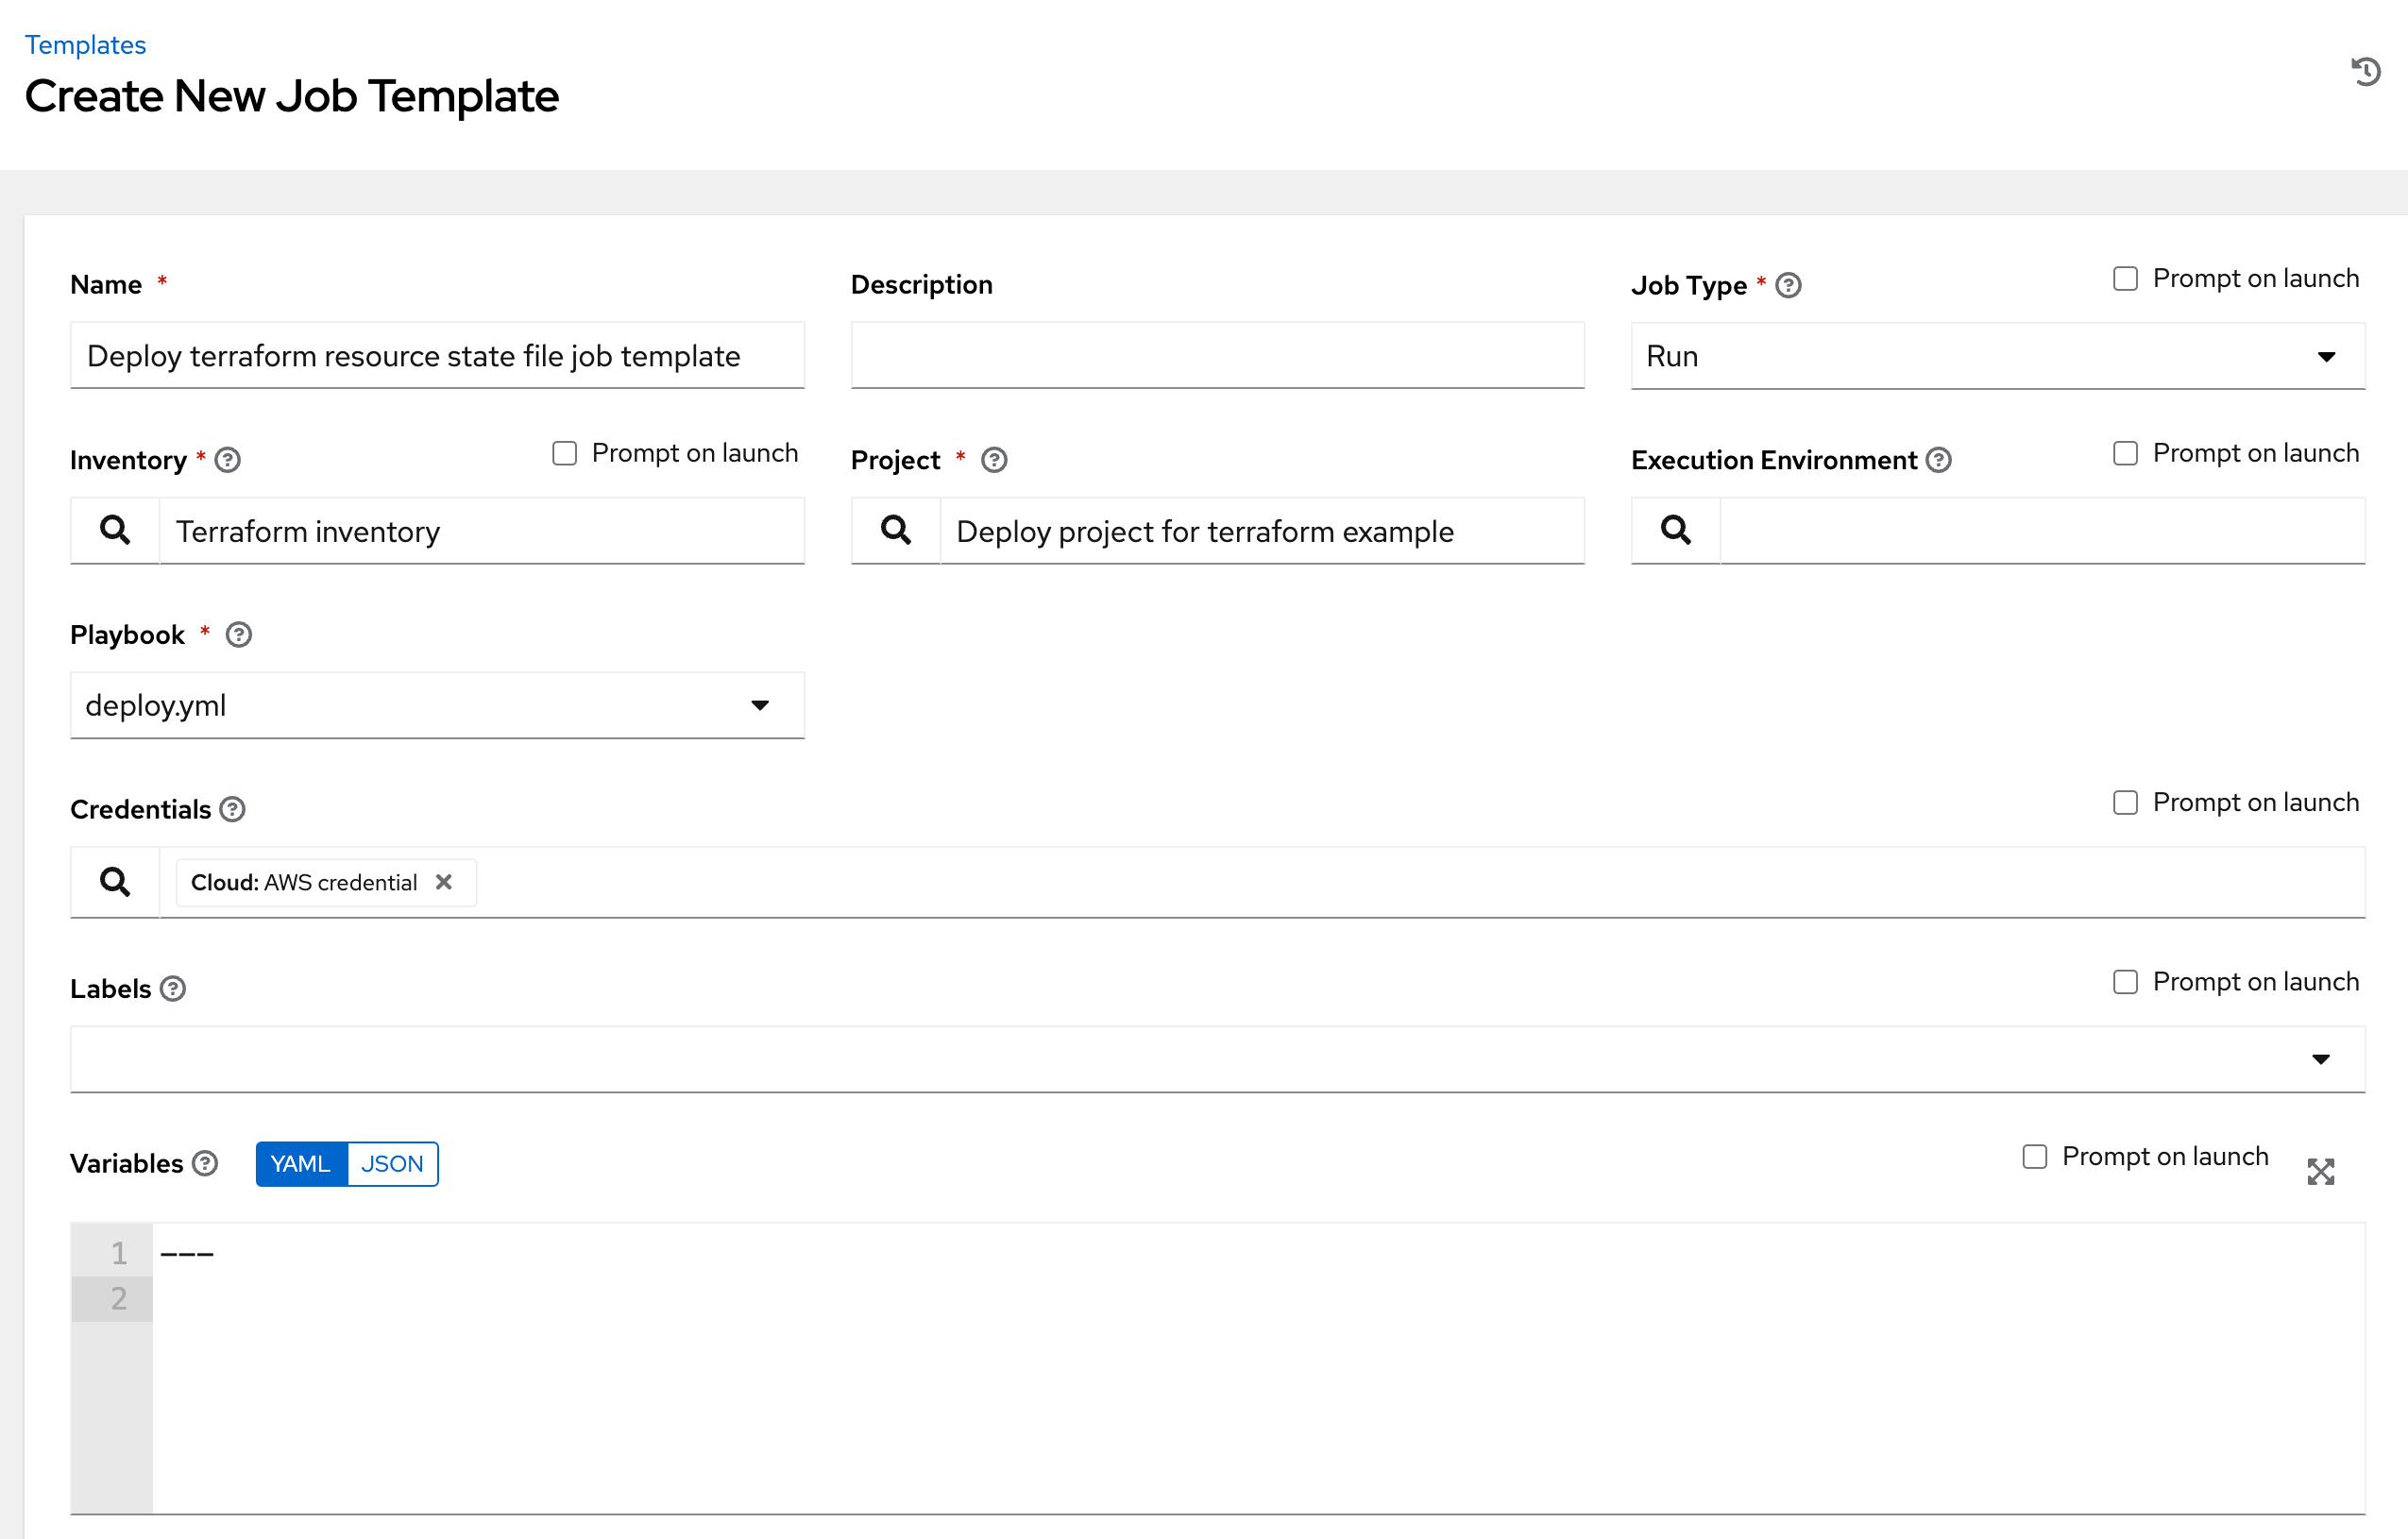 Templates
Create New Job Template
Name *
Description
Job Type *
Prompt on launch
Deploy terraform resource state file job template
Run
Inventory *
Prompt on launch
Project *
Execution Environment
Prompt on launch
Terraform inventory
Deploy project for terraform example
Playbook *
deploy.yml
Credentials
Prompt on launch
Cloud: AWS credential
Labels
Prompt on launch
Variables
YAML
JSON
Prompt on launch
1 ---
2